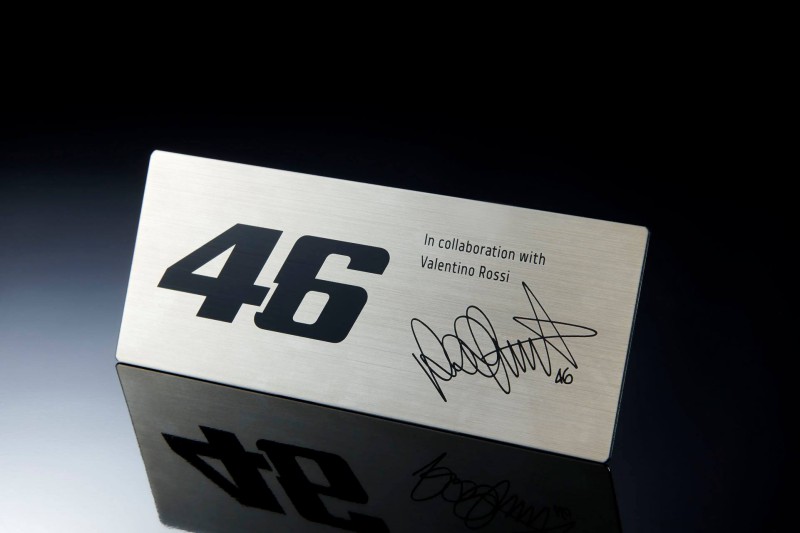 46
In collaboration with
Valentino Rossi
46